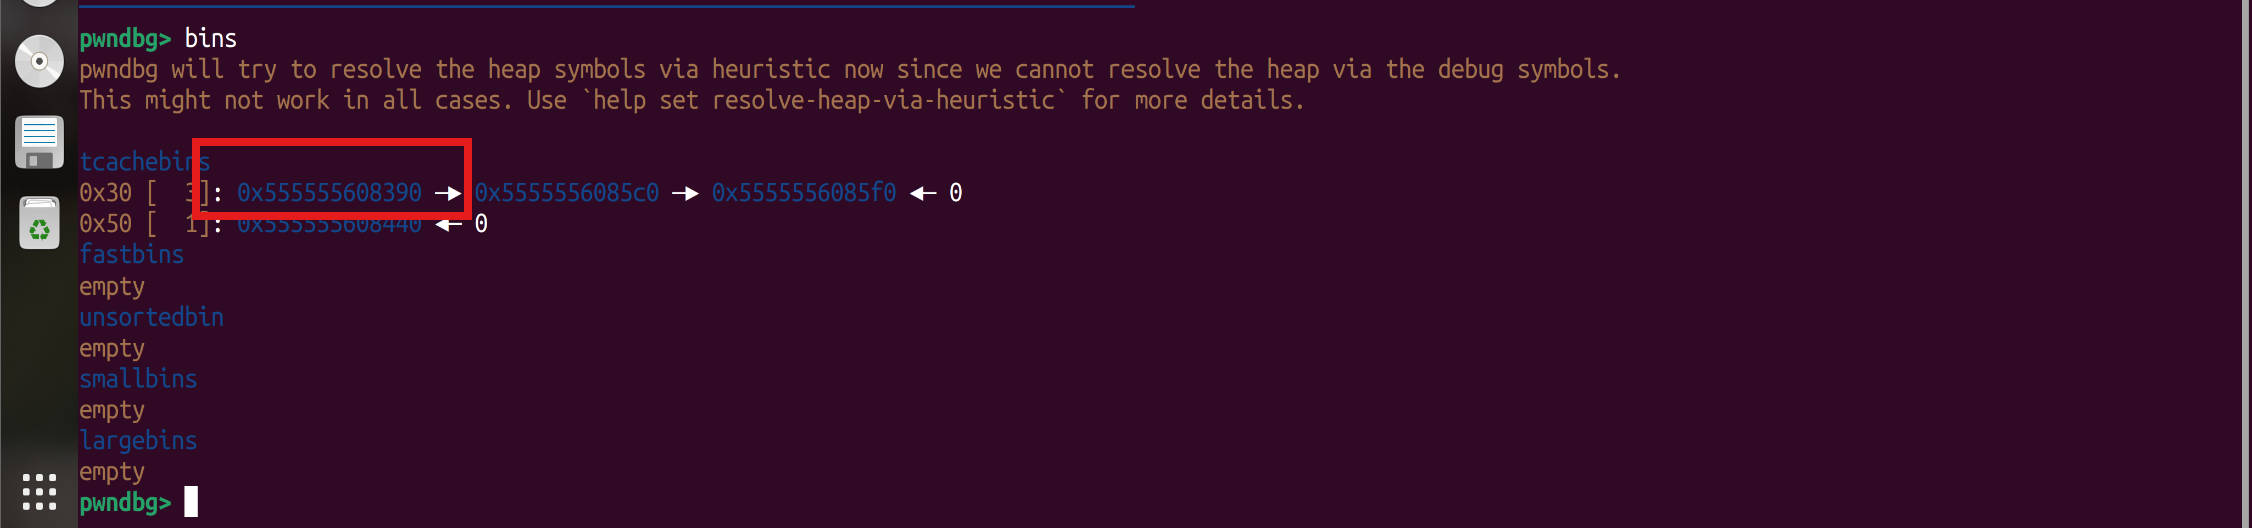 pwndbg> bins
pwndbg will try to resolve the heap symbols via heuristic now since we cannot resolve the heap via the debug symbols.
This might not work in all cases. Use `help set resolve-heap-via-heuristic` for more details.
tcachebins
0x30 [  3]: 0x555555608390 —▸ 0x5555556085c0 —▸ 0x5555556085f0 ◂— 0
0x50 [  1]: 0x555555608440 ◂— 0
fastbins
empty
unsortedbin
empty
smallbins
empty
largebins
empty
pwndbg>